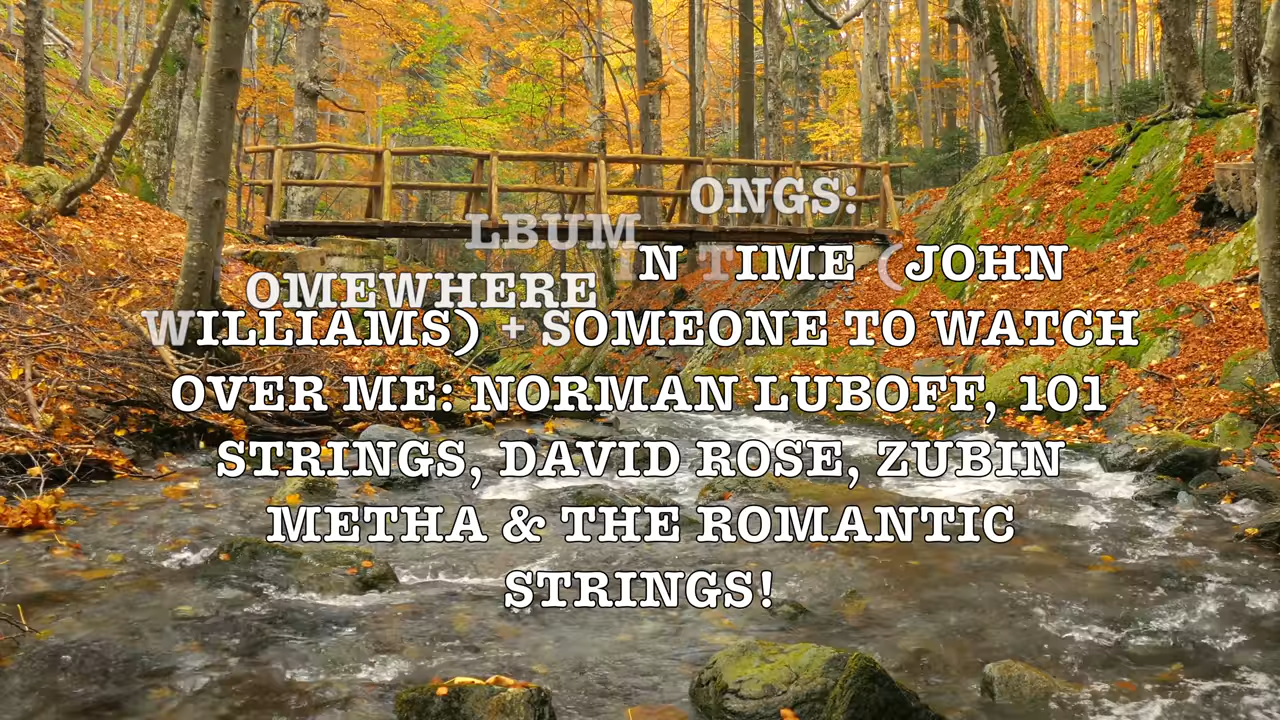 LBUM ONGS:
OMEWHERE IN TIME (JOHN
WILLIAMS) + SOMEONE TO WATCH
OVER ME: NORMAN LUBOFF, 101
STRINGS, DAVID ROSE, ZUBIN
METHA & THE ROMANTIC
STRINGS!